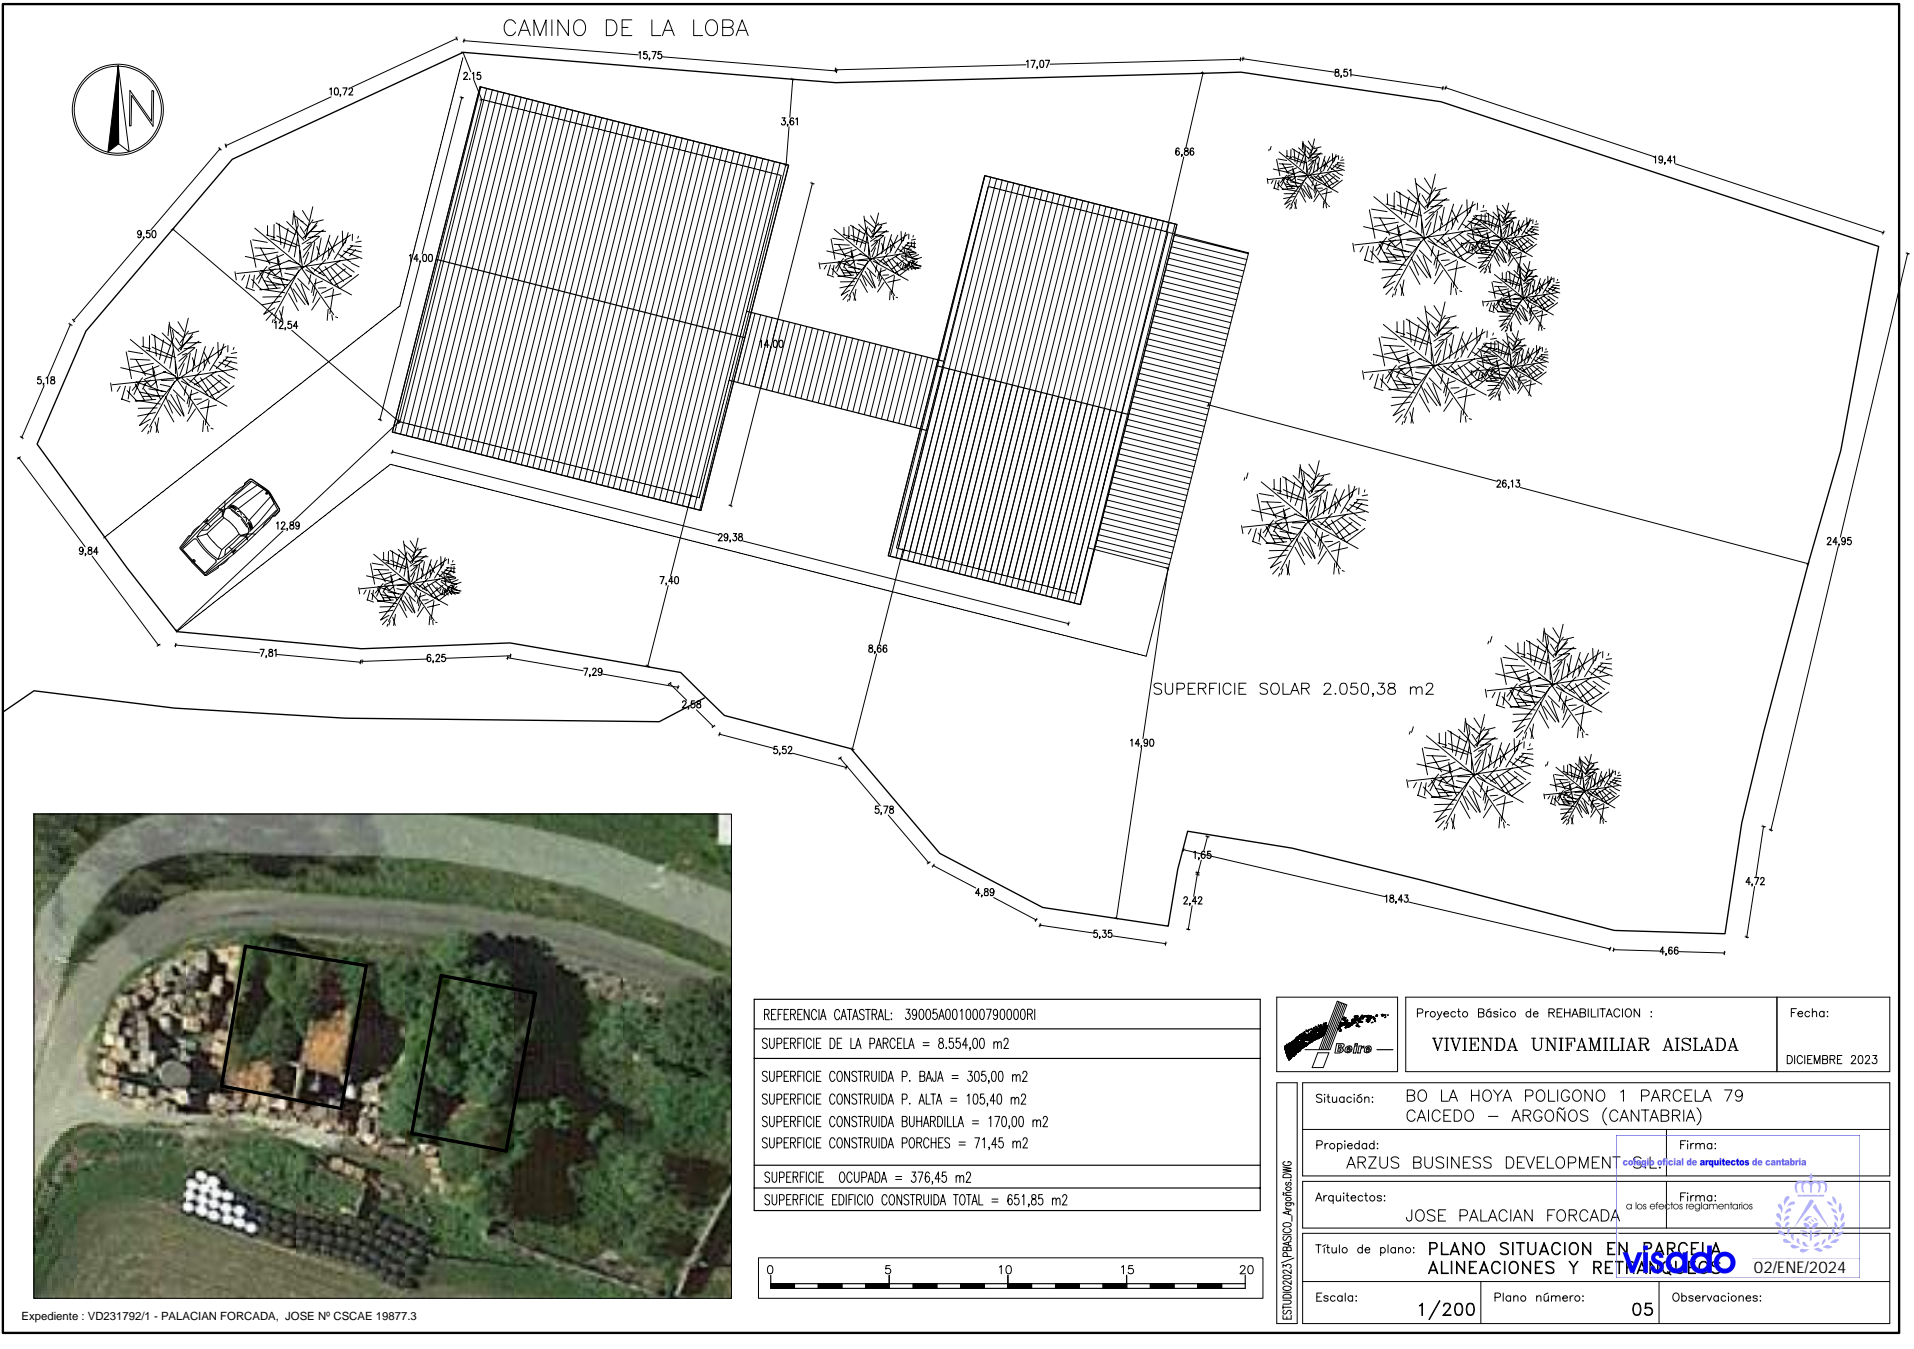 CAMINO DE LA LOBA
15,75
17,07
8,51
19,41
10,72
2.15
3,61
6,86
N
9.50
14,00
12,54
14,00
5,18
26,13
24,95
12,89
29,38
9,84
7,40
8,66
7,81
6,25
7,29
2,58
SUPERFICIE SOLAR 2.050,38 m2
14,90
5,52
5,78
1,65
4,72
4,89
2,42
18,43
5,35
4,66
REFERENCIA CATASTRAL: 39005A001000790000RI
SUPERFICIE DE LA PARCELA = 8.554,00 m2
SUPERFICIE CONSTRUIDA P. BAJA = 305,00 m2
SUPERFICIE CONSTRUIDA P. ALTA = 105,40 m2
SUPERFICIE CONSTRUIDA BUHARDILLA = 170,00 m2
SUPERFICIE CONSTRUIDA PORCHES = 71,45 m2
SUPERFICIE OCUPADA = 376,45 m2
SUPERFICIE EDIFICIO CONSTRUIDA TOTAL = 651,85 m2
0 5 10 15 20
Beire
Proyecto Básico de REHABILITACION :
VIVIENDA UNIFAMILIAR AISLADA
Fecha:
DICIEMBRE 2023
ESTUDIO2023\PBASICO_Argoños.DWG
Situación: BO LA HOYA POLIGONO 1 PARCELA 79
CAICEDO – ARGOÑOS (CANTABRIA)
Propiedad:
ARZUS BUSINESS DEVELOPMENT S.L.
Firma:
colegio oficial de arquitectos de cantabria
Arquitectos:
JOSE PALACIAN FORCADA
Firma:
a los efectos reglamentarios
Título de plano: PLANO SITUACION EN PARCELA
ALINEACIONES Y RETRANQUEOS
visado
02/ENE/2024
Escala: 1/200
Plano número: 05
Observaciones:
Expediente : VD231792/1 - PALACIAN FORCADA, JOSE Nº CSCAE 19877.3